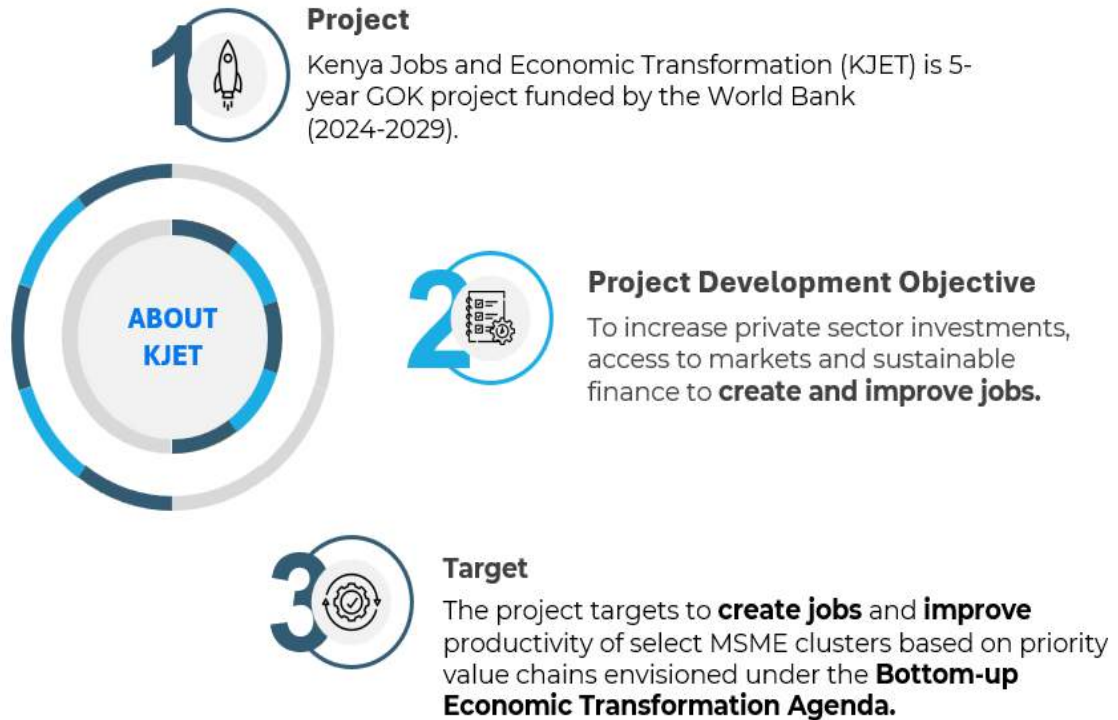 1
Project
Kenya Jobs and Economic Transformation (KJET) is 5-
year GOK project funded by the World Bank
(2024-2029).
ABOUT
KJET
2
Project Development Objective
To increase private sector investments,
access to markets and sustainable
finance to create and improve jobs.
3
Target
The project targets to create jobs and improve
productivity of select MSME clusters based on priority
value chains envisioned under the Bottom-up
Economic Transformation Agenda.